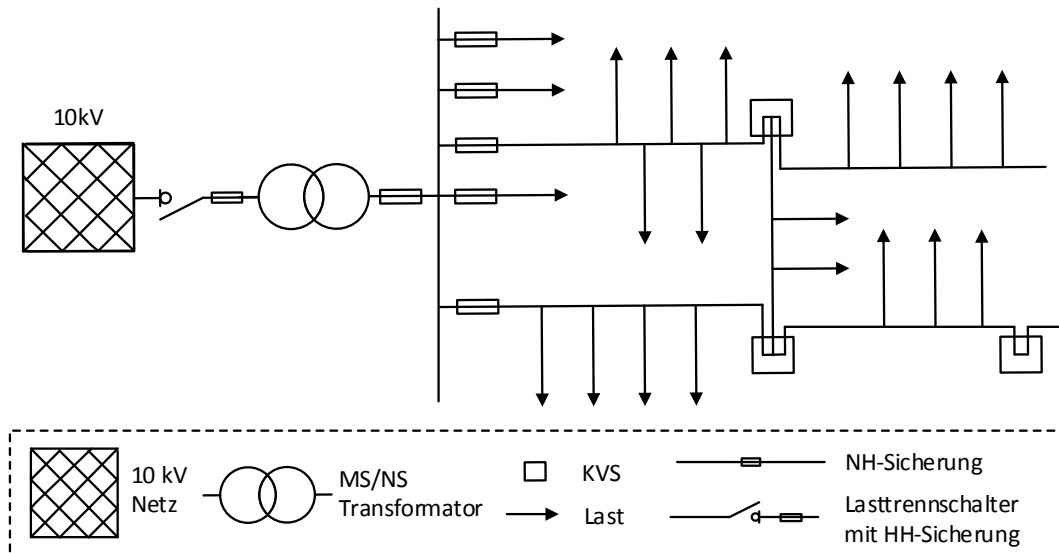 10kV
10 kV
Netz
MS/NS
Transformator
KVS
Last
NH-Sicherung
Lasttrennschalter
mit HH-Sicherung